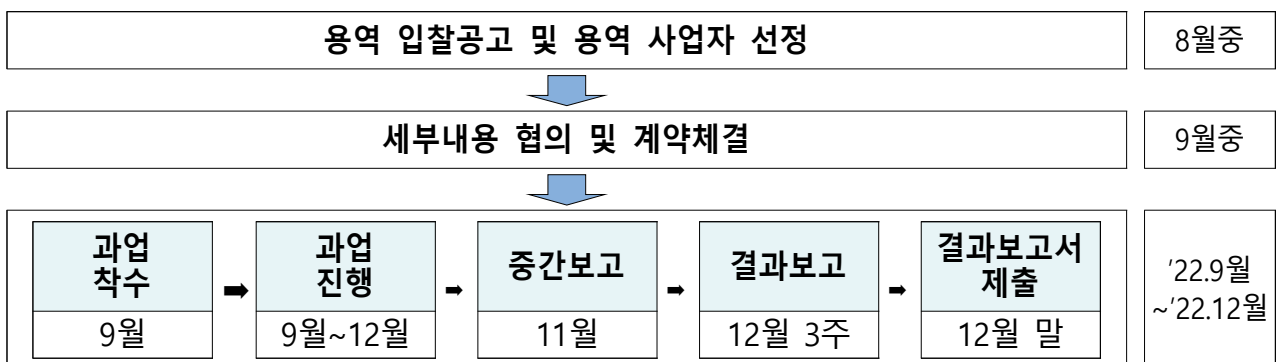 용역 입찰공고 및 용역 사업자 선정
8월중
세부내용 협의 및 계약체결
9월중
과업
착수
9월
과업
진행
9월~12월
중간보고
11월
결과보고
12월 3주
결과보고서
제출
12월 말
’22.9월
~’22.12월